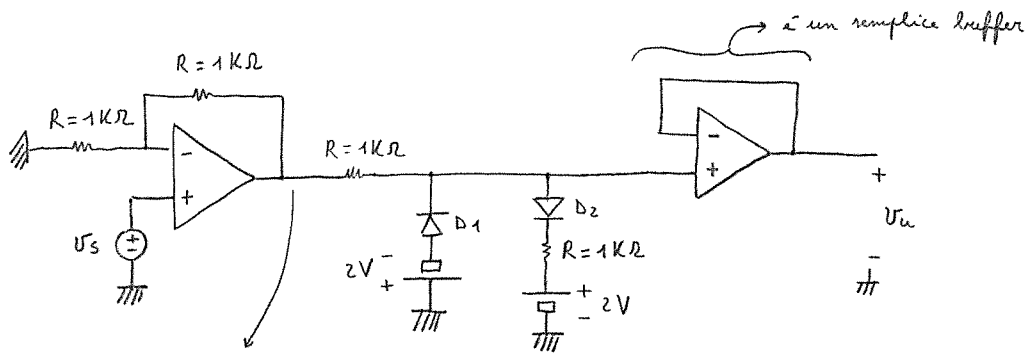 è un semplice buffer
R = 1KΩ
R = 1KΩ
R = 1KΩ
-
+
-
+
+
vu
-
D1
D2
R = 1KΩ
2V - +
+ - 2V
vs + -